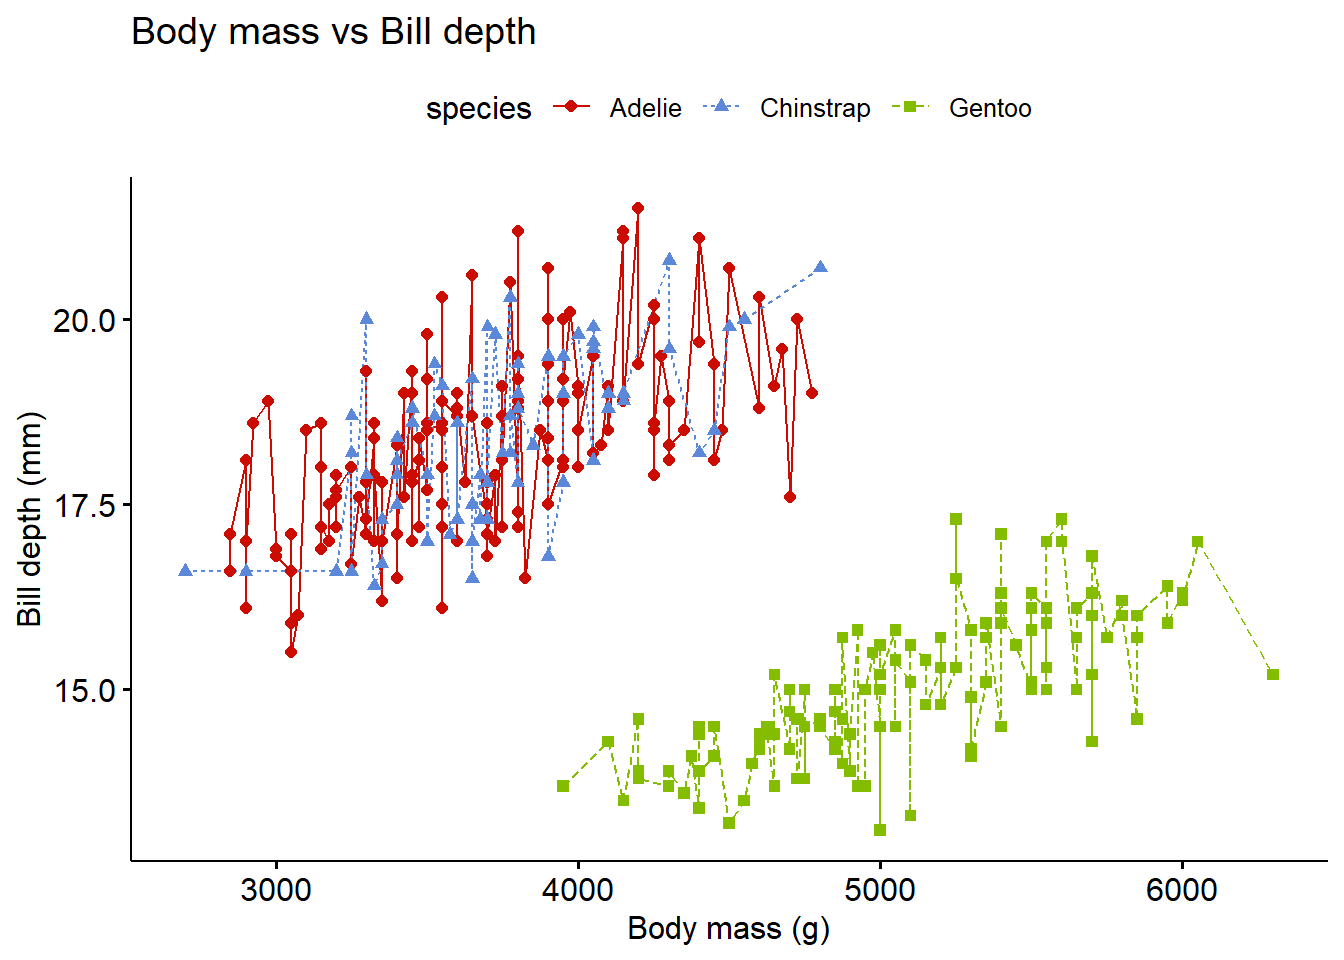 Body mass vs Bill depth
species Adelie Chinstrap Gentoo
20.0
17.5
15.0
Bill depth (mm)
3000 4000 5000 6000
Body mass (g)